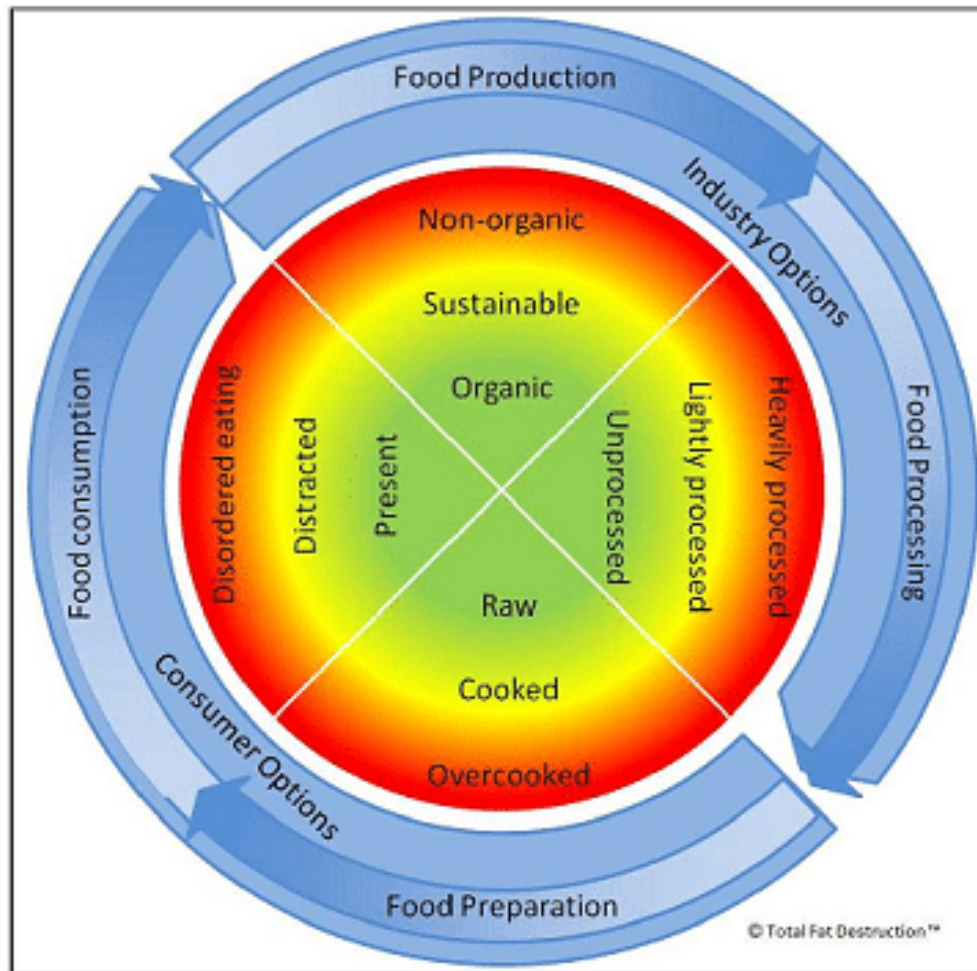 Food Production
Industry Options
Food Processing
Non-organic
Sustainable
Organic
Unprocessed
Lightly processed
Heavily processed
Raw
Cooked
Overcooked
Present
Distracted
Disordered eating
Food Preparation
Consumer Options
Food consumption
© Total Fat Destruction™